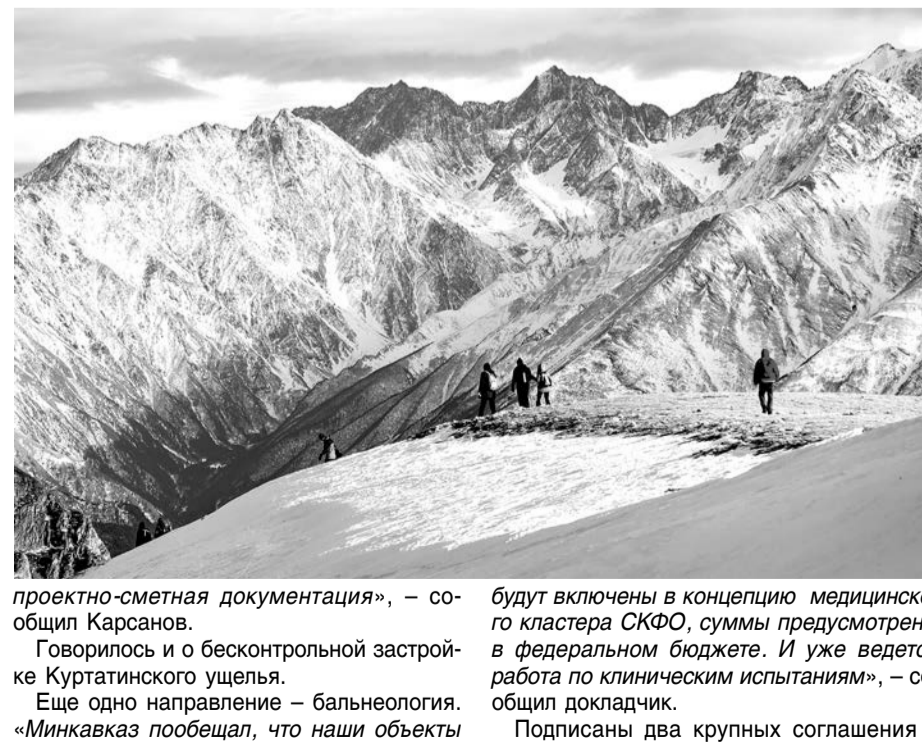 проектно-сметная документация», – со-
общил Карсанов.
Говорилось и о бесконтрольной застрой-
ке Куртатинского ущелья.
Еще одно направление – бальнеология.
«Минкавказ пообещал, что наши объекты
будут включены в концепцию медицинско
го кластера СКФО, суммы предусмотрен
в федеральном бюджете. И уже ведетс
работа по клиническим испытаниям», – со
общил докладчик.
Подписаны два крупных соглашения